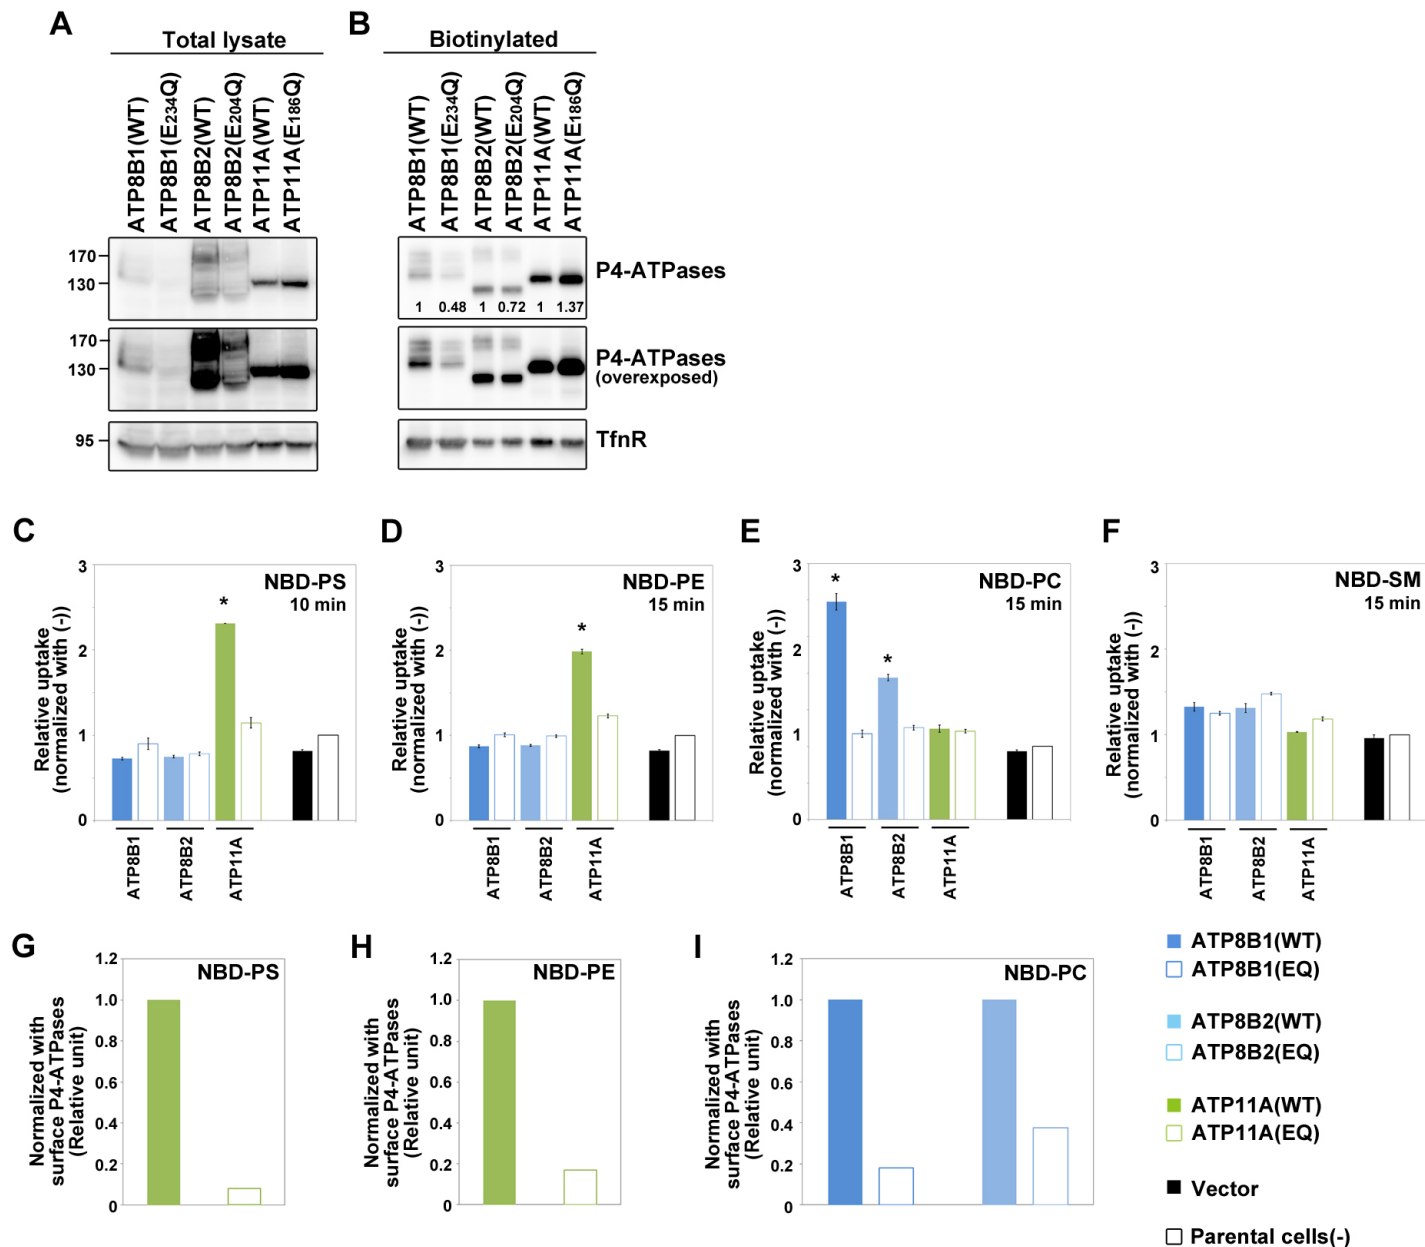 A
Total lysate
ATP8B1(WT)
ATP8B1(E234Q)
ATP8B2(WT)
ATP8B2(E204Q)
ATP11A(WT)
ATP11A(E186Q)
170
130
170
130
95
B
Biotinylated
ATP8B1(WT)
ATP8B1(E234Q)
ATP8B2(WT)
ATP8B2(E204Q)
ATP11A(WT)
ATP11A(E186Q)
1 0.48 1 0.72 1 1.37
P4-ATPases
P4-ATPases
(overexposed)
TfnR
C
NBD-PS
10 min
Relative uptake
(normalized with (-))
3
2
1
0
ATP8B1
ATP8B2
ATP11A
*
D
NBD-PE
15 min
Relative uptake
(normalized with (-))
3
2
1
0
ATP8B1
ATP8B2
ATP11A
*
E
NBD-PC
15 min
Relative uptake
(normalized with (-))
3
2
1
0
ATP8B1
ATP8B2
ATP11A
*
*
F
NBD-SM
15 min
Relative uptake
(normalized with (-))
3
2
1
0
ATP8B1
ATP8B2
ATP11A
G
NBD-PS
Normalized with
surface P4-ATPases
(Relative unit)
1.2
1.0
0.8
0.6
0.4
0.2
0
H
NBD-PE
Normalized with
surface P4-ATPases
(Relative unit)
1.2
1.0
0.8
0.6
0.4
0.2
0
I
NBD-PC
Normalized with
surface P4-ATPases
(Relative unit)
1.2
1.0
0.8
0.6
0.4
0.2
0
ATP8B1(WT)
ATP8B1(EQ)
ATP8B2(WT)
ATP8B2(EQ)
ATP11A(WT)
ATP11A(EQ)
Vector
Parental cells(-)